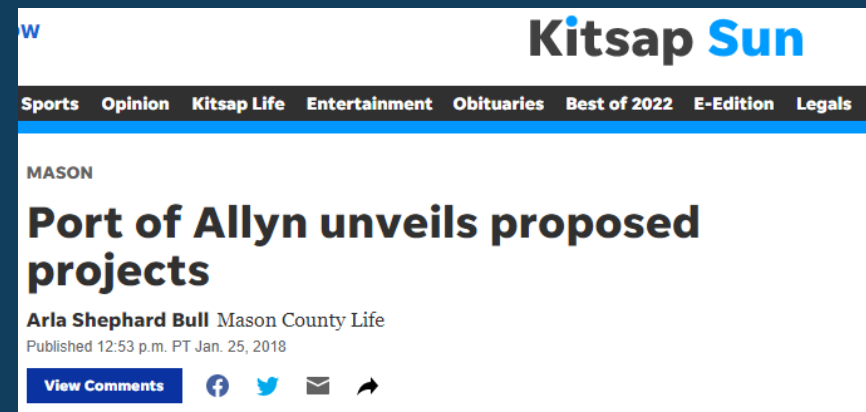 ow
Kitsap Sun
Sports Opinion Kitsap Life Entertainment Obituaries Best of 2022 E-Edition Legals
MASON
Port of Allyn unveils proposed
projects
Arla Shephard Bull Mason County Life
Published 12:53 p.m. PT Jan. 25, 2018
View Comments